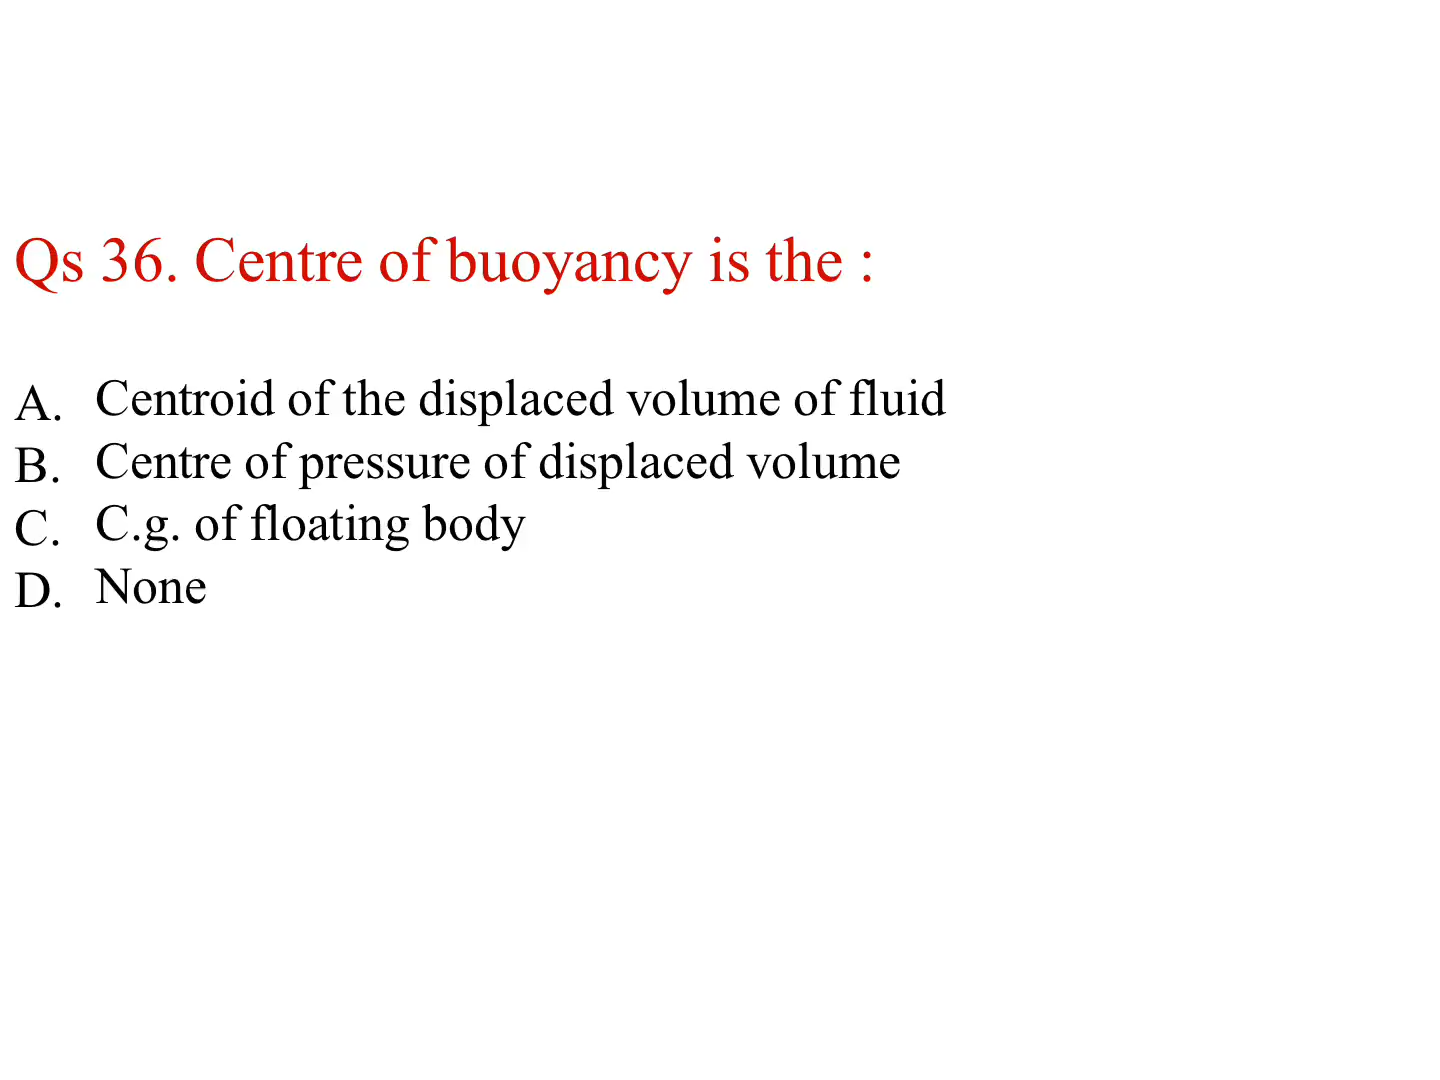 Qs 36. Centre of buoyancy is the :
A. Centroid of the displaced volume of fluid
B. Centre of pressure of displaced volume
C. C.g. of floating body
D. None